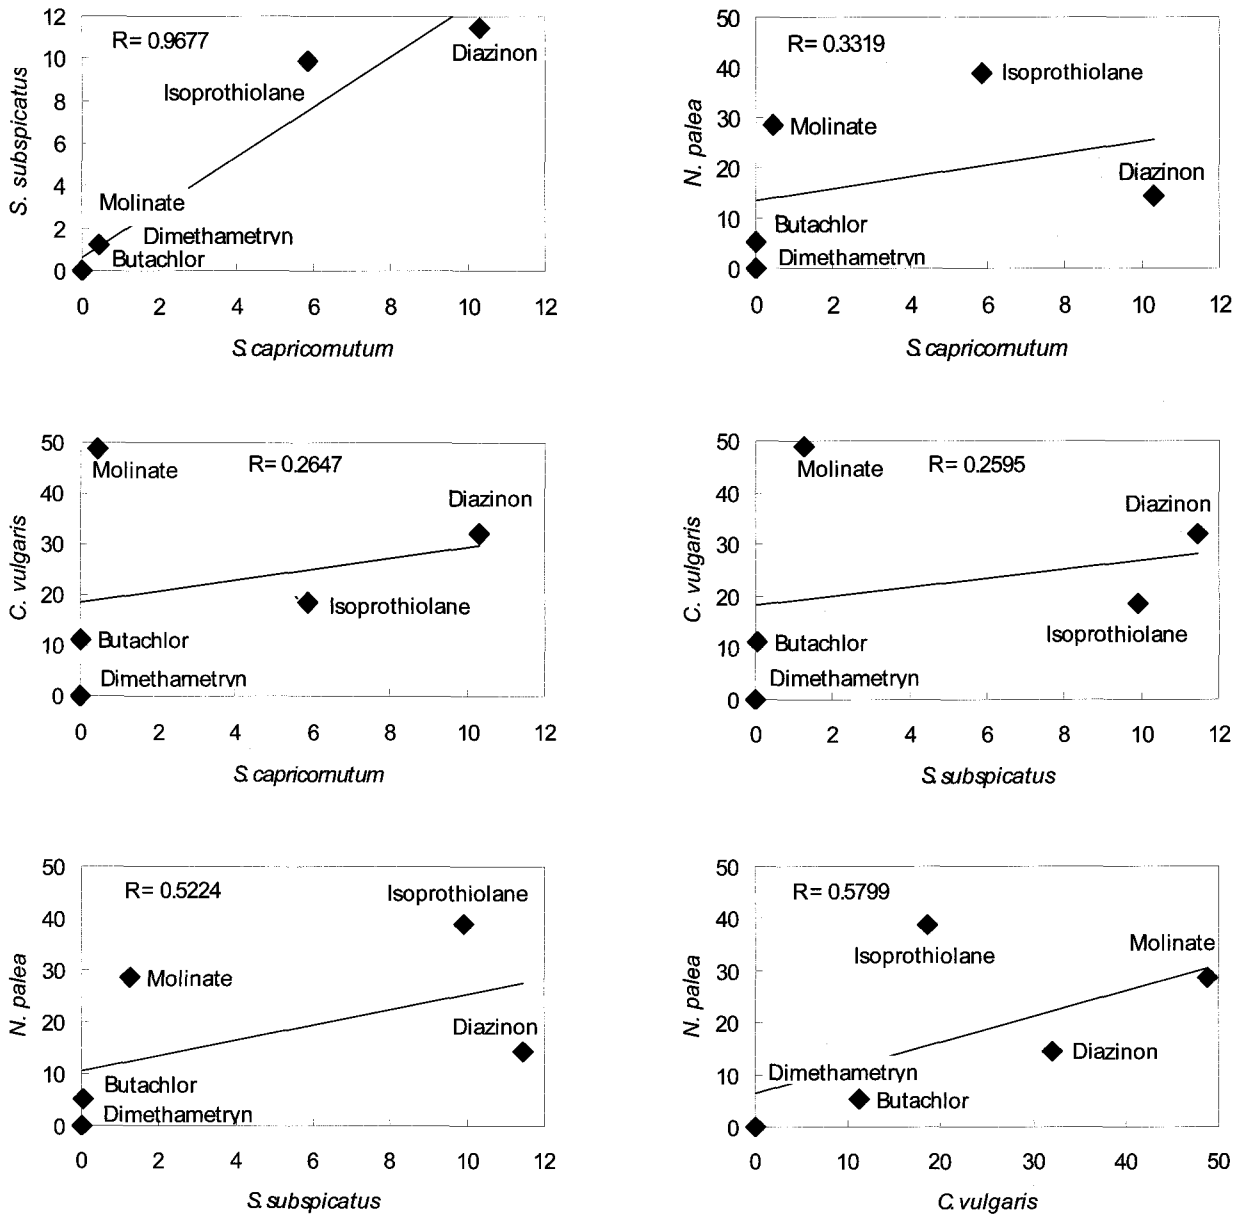 12
R= 0.9677
Diazinon
10
Isoprothiolane
8
6
4
Molinate
2
Dimethametryn
Butachlor
0
0 2 4 6 8 10 12
S. subspicatus
S. capricornutum
50
R= 0.3319
40
Isoprothiolane
30
Molinate
20
Diazinon
10
Butachlor
Dimethametryn
0
0 2 4 6 8 10 12
N. palea
S. capricornutum
50
Molinate
R= 0.2647
40
Diazinon
30
20
Isoprothiolane
10
Butachlor
Dimethametryn
0
0 2 4 6 8 10 12
C. vulgaris
S. capricornutum
50
Molinate
R= 0.2595
40
Diazinon
30
20
Isoprothiolane
10
Butachlor
Dimethametryn
0
0 2 4 6 8 10 12
C. vulgaris
S. subspicatus
50
R= 0.5224
Isoprothiolane
40
30
Molinate
20
Diazinon
10
Butachlor
Dimethametryn
0
0 2 4 6 8 10 12
N. palea
S. subspicatus
50
R= 0.5799
40
Isoprothiolane
Molinate
30
20
Diazinon
10
Dimethametryn
Butachlor
0
0 10 20 30 40 50
N. palea
C. vulgaris